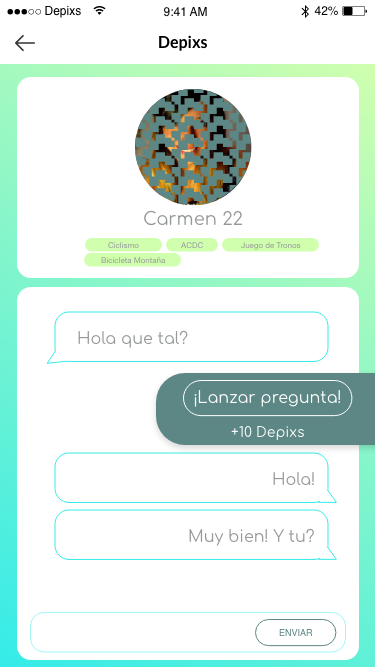 Depixs 9:41 AM 42%
Depixs
Carmen 22
Ciclismo ACDC Juego de Tronos
Bicicleta Montaña
Hola que tal?
¡Lanzar pregunta!
+10 Depixs
Hola!
Muy bien! Y tu?
ENVIAR